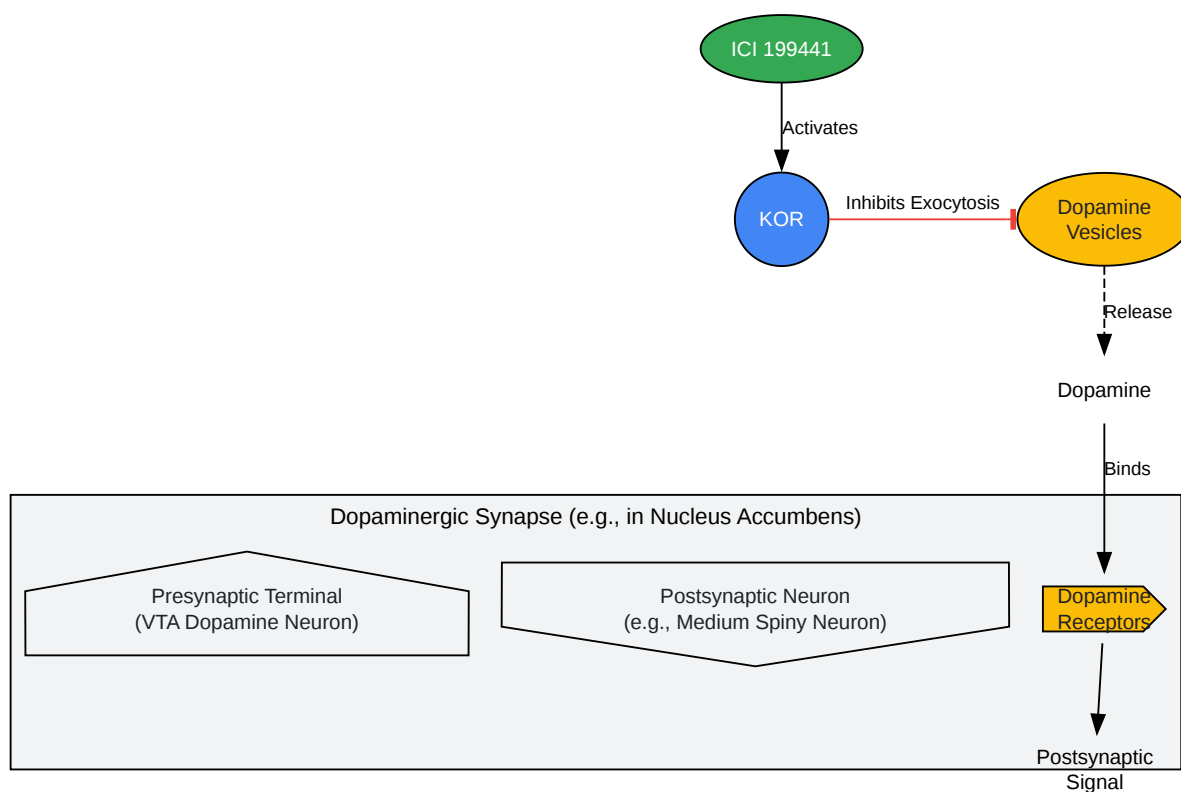 ICI 199441
Activates
KOR
Inhibits Exocytosis
Dopamine
Vesicles
Release
Dopamine
Binds
Dopaminergic Synapse (e.g., in Nucleus Accumbens)
Presynaptic Terminal
(VTA Dopamine Neuron)
Postsynaptic Neuron
(e.g., Medium Spiny Neuron)
Dopamine
Receptors
Postsynaptic
Signal